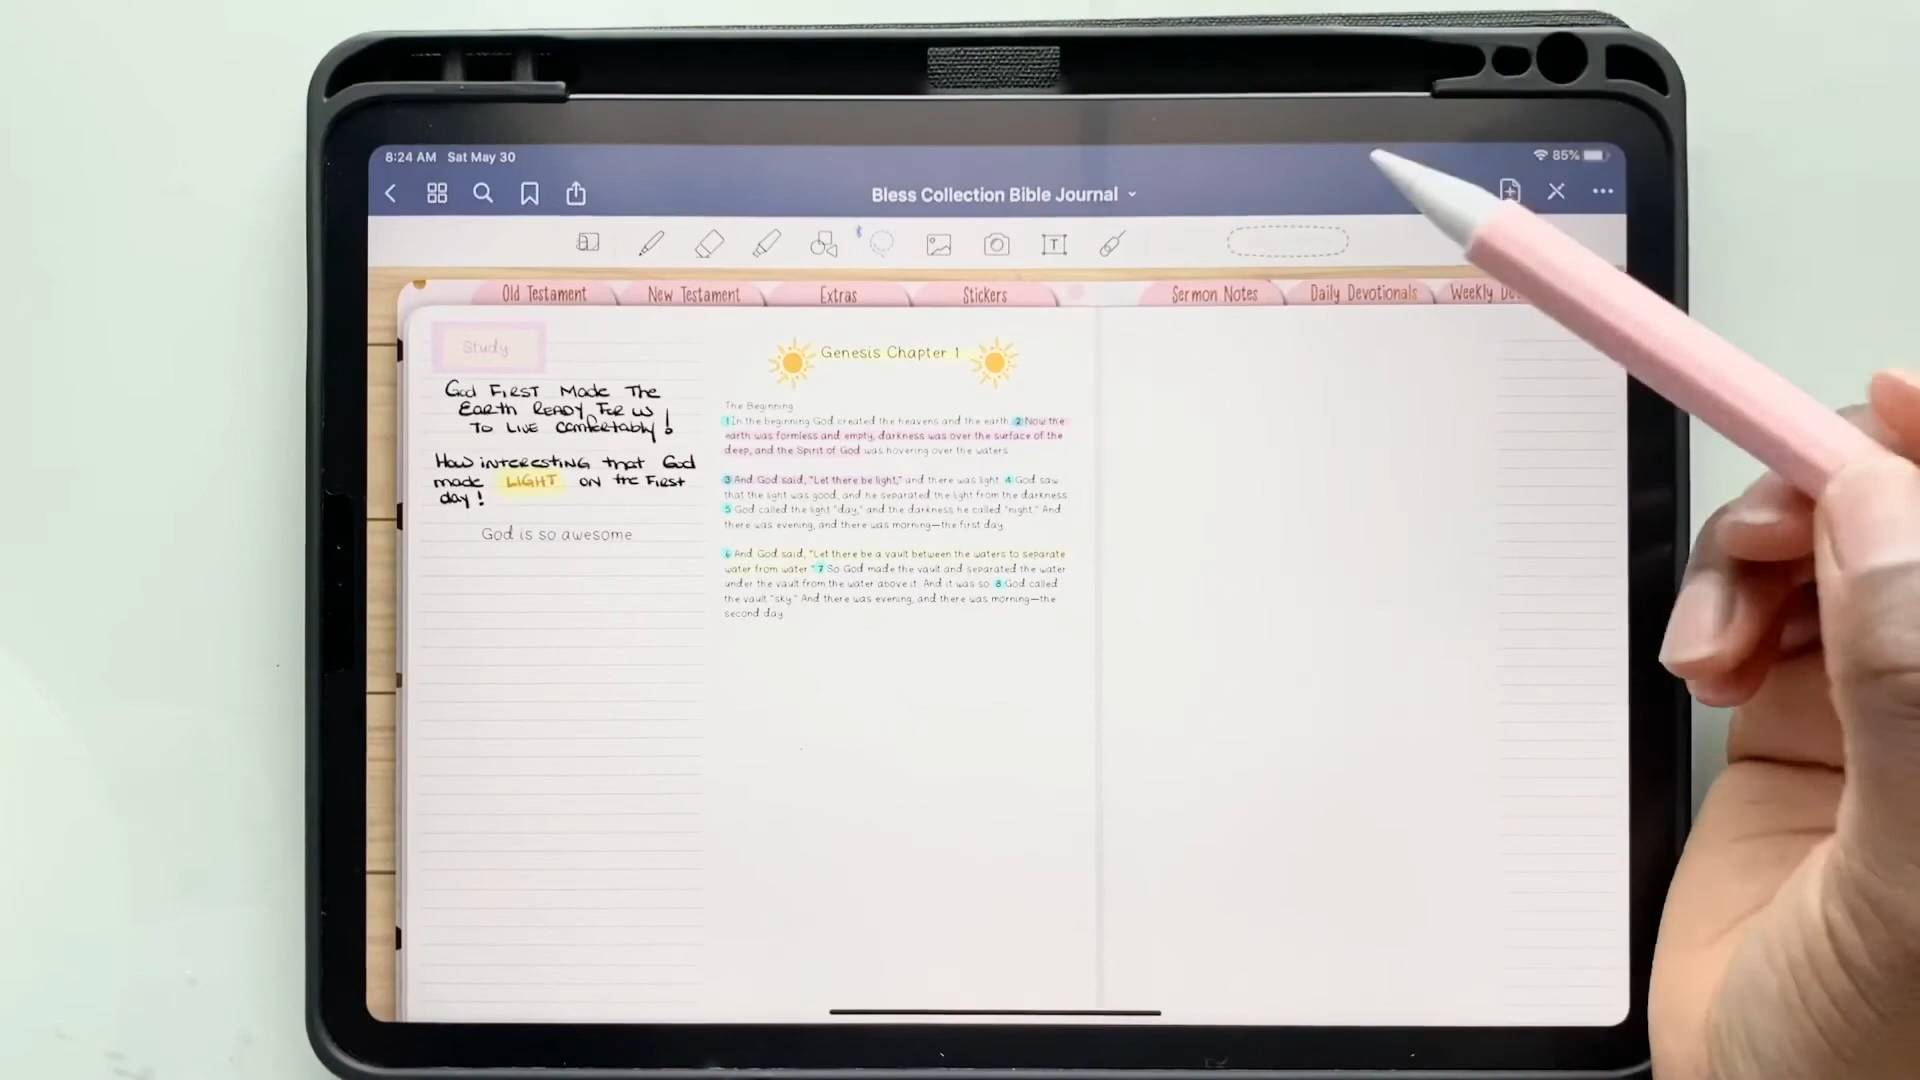 8:24 AM Sat May 30
85%
Bless Collection Bible Journal
T
Old Testament
New Testament
Extras
Stickers
Sermon Notes
Daily Devotionals
Weekly
Study
God FIRST Made The
Earth READY FOR US
To Live Comfortably!
How interesting that God
made LIGHT on the First
day!
God is so awesome
Genesis Chapter 1
The Beginning
1 In the beginning God created the heavens and the earth 2 Now the
earth was formless and empty, darkness was over the surface of the
deep, and the Spirit of God was hovering over the waters
3 And God said, "Let there be light," and there was light 4 God saw
that the light was good, and he separated the light from the darkness
5 God called the light "day," and the darkness he called "night." And
there was evening, and there was morning—the first day
6 And God said, "Let there be a vault between the waters to separate
water from water." 7 So God made the vault and separated the water
under the vault from the water above it. And it was so 8 God called
the vault "sky." And there was evening, and there was morning—the
second day